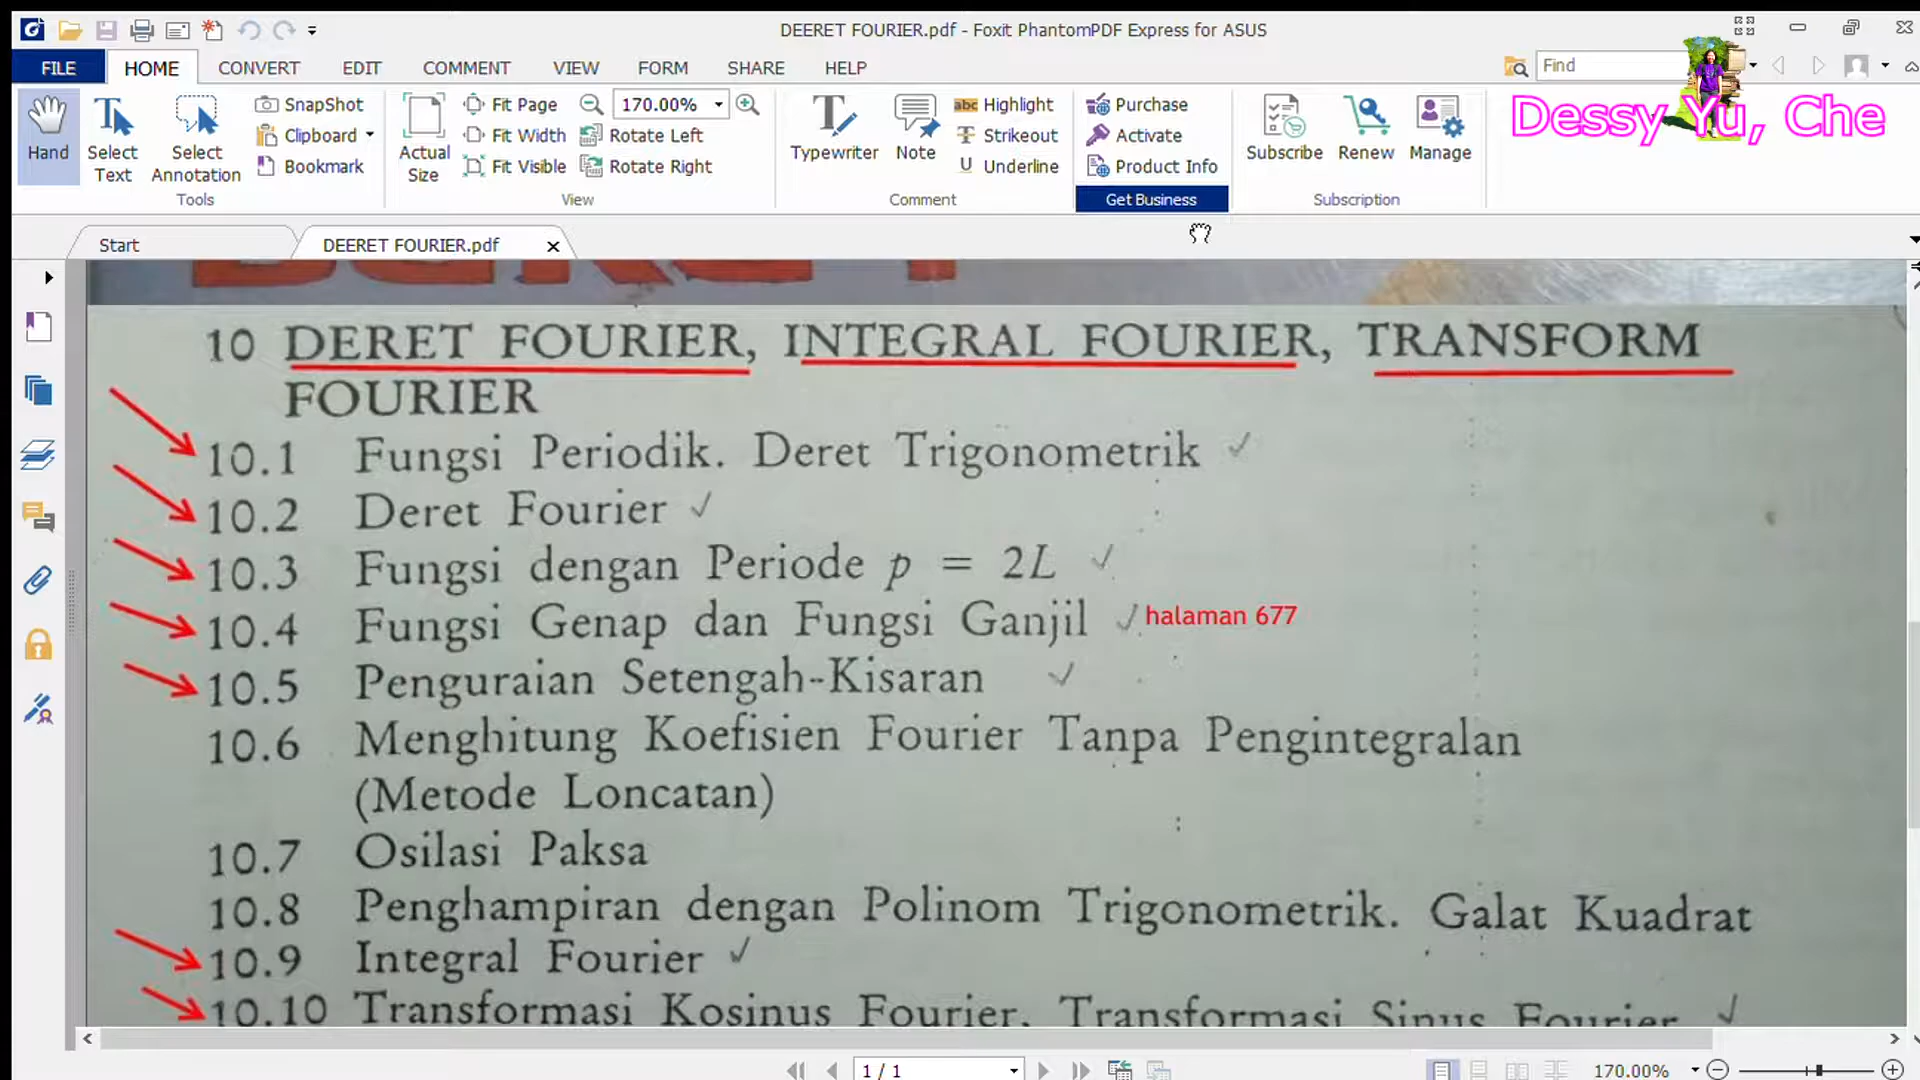 DEERET FOURIER.pdf - Foxit PhantomPDF Express for ASUS
FILE HOME CONVERT EDIT COMMENT VIEW FORM SHARE HELP Find
Dessy Yu, Che
Hand Select Text Select Annotation SnapShot Clipboard Bookmark
Actual Size Fit Page Fit Width Fit Visible 170.00% Rotate Left Rotate Right
Typewriter Note abc Highlight Strikeout Underline
Purchase Activate Product Info
Subscribe Renew Manage
Tools View Comment Get Business Subscription
Start DEERET FOURIER.pdf
10 DERET FOURIER, INTEGRAL FOURIER, TRANSFORM
FOURIER
10.1 Fungsi Periodik. Deret Trigonometrik
10.2 Deret Fourier
10.3 Fungsi dengan Periode p = 2L
10.4 Fungsi Genap dan Fungsi Ganjil halaman 677
10.5 Penguraian Setengah-Kisaran
10.6 Menghitung Koefisien Fourier Tanpa Pengintegralan
(Metode Loncatan)
10.7 Osilasi Paksa
10.8 Penghampiran dengan Polinom Trigonometrik. Galat Kuadrat
10.9 Integral Fourier
10.10 Transformasi Kosinus Fourier, Transformasi Sinus Fourier
1 / 1 170.00%